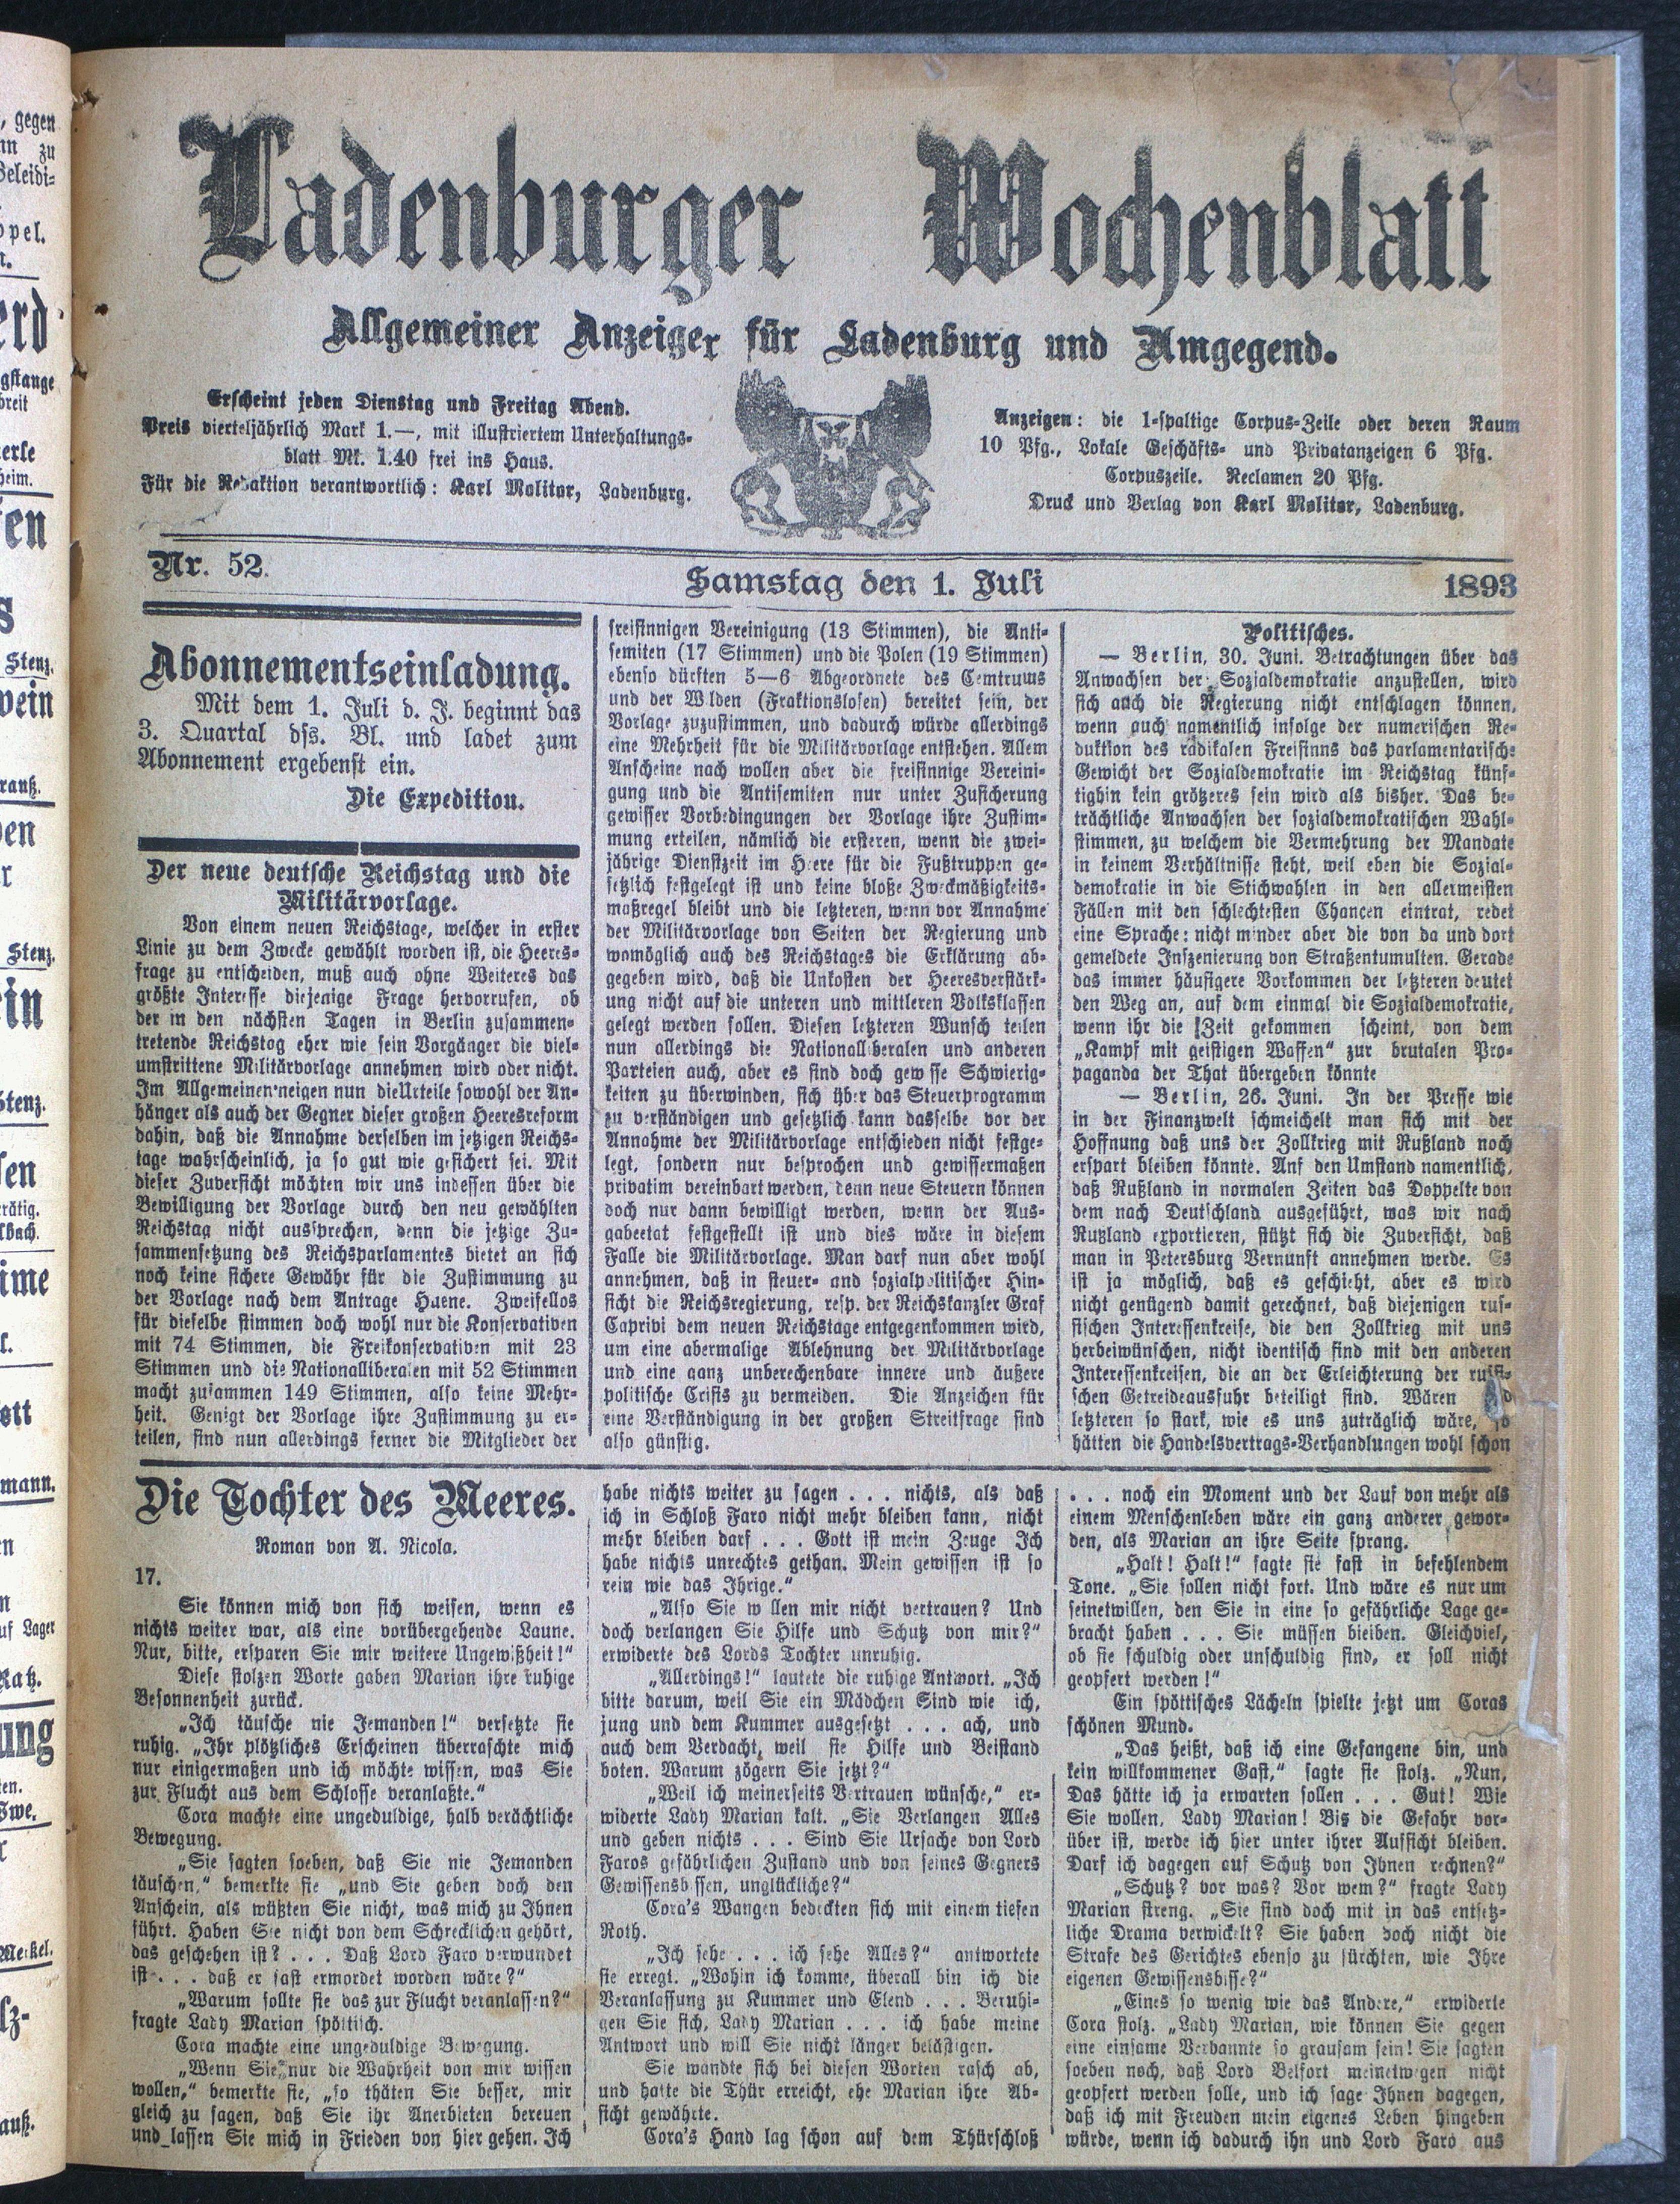 Ladenburger Wochenblatt
Allgemeiner Anzeiger für Ladenburg und Umgegend.
Erscheint jeden Dienstag und Freitag Abend.
Preis vierteljährlich Mark 1.—, mit illustriertem Unterhaltungs-
blatt Mk. 1.40 frei ins Haus.
Für die Redaktion verantwortlich: Karl Molitor, Ladenburg.
Anzeigen: die 1-spaltige Corpus-Zeile oder deren Raum
10 Pfg., Lokale Geschäfts- und Privatanzeigen 6 Pfg.
Corpuszeile. Reclamen 20 Pfg.
Druck und Verlag von Karl Molitor, Ladenburg.
Nr. 52.
Samstag den 1. Juli
1893
Abonnementseinladung.
Mit dem 1. Juli d. J. beginnt das
3. Quartal dss. Bl. und ladet zum
Abonnement ergebenst ein.
Die Expedition.
Der neue deutsche Reichstag und die
Militärvorlage.
Von einem neuen Reichstage, welcher in erster
Linie zu dem Zwecke gewählt worden ist, die Heeres-
frage zu entscheiden, muß auch ohne Weiteres das
größte Interesse diejenige Frage hervorrufen, ob
der in den nächsten Tagen in Berlin zusammen-
tretende Reichstag eher wie sein Vorgänger die viel-
umstrittene Militärvorlage annehmen wird oder nicht.
Im Allgemeinen neigen nun die Urteile sowohl der An-
hänger als auch der Gegner dieser großen Heeresreform
dahin, daß die Annahme derselben im jetzigen Reichs-
tage wahrscheinlich, ja so gut wie gesichert sei. Mit
dieser Zuversicht möchten wir uns indessen über die
Bewilligung der Vorlage durch den neu gewählten
Reichstag nicht aussprechen, denn die jetzige Zu-
sammensetzung des Reichsparlamentes bietet an sich
noch keine sichere Gewähr für die Zustimmung zu
der Vorlage nach dem Antrage Huene. Zweifellos
für dieselbe stimmen doch wohl nur die Konservativen
mit 74 Stimmen, die Freikonservativen mit 23
Stimmen und die Nationalliberalen mit 52 Stimmen
macht zusammen 149 Stimmen, also keine Mehr-
heit. Genigt der Vorlage ihre Zustimmung zu er-
teilen, sind nun allerdings ferner die Mitglieder der
freisinnigen Vereinigung (13 Stimmen), die Anti-
semiten (17 Stimmen) und die Polen (19 Stimmen)
ebenso dürften 5—6 Abgeordnete des Centrums
und der Wlden (Fraktionslosen) bereitet sein, der
Vorlage zuzustimmen, und dadurch würde allerdings
eine Mehrheit für die Militärvorlage entstehen. Allem
Anscheine nach wollen aber die freisinnige Vereini-
gung und die Antisemiten nur unter Zusicherung
gewisser Vorbedingungen der Vorlage ihre Zustim-
mung erteilen, nämlich die ersteren, wenn die zwei-
jährige Dienstzeit im Heere für die Fußtruppen ge-
setzlich festgelegt ist und keine bloße Zweckmäßigkeits-
maßregel bleibt und die letzteren, wenn vor Annahme
der Militärvorlage von Seiten der Regierung und
womöglich auch des Reichstages die Erklärung ab-
gegeben wird, daß die Unkosten der Heeresverstärk-
ung nicht auf die unteren und mittleren Volksklassen
gelegt werden sollen. Diesen letzteren Wunsch teilen
nun allerdings die Nationalliberalen und anderen
Parteien auch, aber es sind doch gewisse Schwierig-
keiten zu überwinden, sich über das Steuerprogramm
zu verständigen und gesetzlich kann dasselbe vor der
Annahme der Militärvorlage entschieden nicht festge-
legt, sondern nur besprochen und gewissermaßen
privatim vereinbart werden, denn neue Steuern können
doch nur dann bewilligt werden, wenn der Aus-
gabeetat festgestellt ist und dies wäre in diesem
Falle die Militärvorlage. Man darf nun aber wohl
annehmen, daß in steuer- and sozialpolitischer Hin-
sicht die Reichsregierung, resp. der Reichskanzler Graf
Caprivi dem neuen Reichstage entgegenkommen wird,
um eine abermalige Ablehnung der Militärvorlage
und eine ganz unberechenbare innere und äußere
politische Crisis zu vermeiden. Die Anzeichen für
eine Verständigung in der großen Streitfrage sind
also günstig.
Politisches.
— Berlin, 30. Juni. Betrachtungen über das
Anwachsen der Sozialdemokratie anzustellen, wird
sich auch die Regierung nicht entschlagen können,
wenn auch namentlich infolge der numerischen Re-
duktion des radikalen Freisinns das parlamentarische
Gewicht der Sozialdemokratie im Reichstag künf-
tighin kein größeres sein wird als bisher. Das be-
trächtliche Anwachsen der sozialdemokratischen Wahl-
stimmen, zu welchem die Vermehrung der Mandate
in keinem Verhältnisse steht, weil eben die Sozial-
demokratie in die Stichwahlen in den allermeisten
Fällen mit den schlechtesten Chancen eintrat, redet
eine Sprache: nicht minder aber die von da und dort
gemeldete Inszenierung von Straßentumulten. Gerade
das immer häufigere Vorkommen der letzteren deutet
den Weg an, auf dem einmal die Sozialdemokratie,
wenn ihr die Zeit gekommen scheint, von dem
„Kampf mit geistigen Waffen“ zur brutalen Pro-
paganda der That übergeben könnte
— Berlin, 26. Juni. In der Presse wie
in der Finanzwelt schmeichelt man sich mit der
Hoffnung daß uns der Zollkrieg mit Rußland noch
erspart bleiben könnte. Anf den Umstand namentlich,
daß Rußland in normalen Zeiten das Doppelte von
dem nach Deutschland ausgeführt, was wir nach
Rußland exportieren, stützt sich die Zuversicht, daß
man in Petersburg Vernunft annehmen werde. Es
ist ja möglich, daß es geschieht, aber es wird
nicht genügend damit gerechnet, daß diejenigen rus-
sischen Interessenkreise, die den Zollkrieg mit uns
herbeiwünschen, nicht identisch sind mit den anderen
Interessenkreisen, die an der Erleichterung der russi-
schen Getreideausfuhr beteiligt sind. Wären
letzteren so stark, wie es uns zuträglich wäre, so
hätten die Handelsvertrags-Verhandlungen wohl schon
Die Tochter des Meeres.
Roman von A. Nicola.
17.
Sie können mich von sich weisen, wenn es
nichts weiter war, als eine vorübergehende Laune.
Nur, bitte, ersparen Sie mir weitere Ungewißheit!“
Diese stolzen Worte gaben Marian ihre ruhige
Besonnenheit zurück.
„Ich täusche nie Jemanden!“ versetzte sie
ruhig. „Ihr plötzliches Erscheinen überraschte mich
nur einigermaßen und ich möchte wissen, was Sie
zur Flucht aus dem Schlosse veranlaßte.“
Cora machte eine ungeduldige, halb verächtliche
Bewegung.
„Sie sagten soeben, daß Sie nie Jemanden
täuschen,“ bemerkte sie „und Sie geben doch den
Anschein, als wüßten Sie nicht, was mich zu Ihnen
führt. Haben Sie nicht von dem Schrecklichen gehört,
das geschehen ist? . . . Daß Lord Faro verwundet
ist . . . daß er fast ermordet worden wäre?“
„Warum sollte sie das zur Flucht veranlassen?“
fragte Lady Marian spöttisch.
Cora machte eine ungeduldige Bewegung.
„Wenn Sie nur die Wahrheit von mir wissen
wollen,“ bemerkte sie, „so thäten Sie besser, mir
gleich zu sagen, daß Sie ihr Anerbieten bereuen
und lassen Sie mich in Frieden von hier gehen. Ich
habe nichts weiter zu sagen . . . nichts, als daß
ich in Schloß Faro nicht mehr bleiben kann, nicht
mehr bleiben darf . . . Gott ist mein Zeuge Ich
habe nichts unrechtes gethan. Mein gewissen ist so
rein wie das Ihrige.“
„Also Sie wollen mir nicht vertrauen? Und
doch verlangen Sie Hilfe und Schutz von mir?“
erwiderte des Lords Tochter unruhig.
„Allerdings!“ lautete die ruhige Antwort. „Ich
bitte darum, weil Sie ein Mädchen Sind wie ich,
jung und dem Kummer ausgesetzt . . . ach, und
auch dem Verdacht, weil sie Hilfe und Beistand
boten. Warum zögern Sie jetzt?“
„Weil ich meinerseits Vertrauen wünsche,“ er-
widerte Lady Marian kalt. „Sie Verlangen Alles
und geben nichts . . . Sind Sie Ursache von Lord
Faros gefährlichen Zustand und von seines Gegners
Gewissensbissen, unglückliche?“
Cora's Wangen bedeckten sich mit einem tiefen
Roth.
„Ich sehe . . . ich sehe Alles?“ antwortete
sie erregt. „Wohin ich komme, überall bin ich die
Veranlassung zu Kummer und Elend . . . Beruhi-
gen Sie sich, Lady Marian . . . ich habe meine
Antwort und will Sie nicht länger belästigen.
Sie wandte sich bei diesen Worten rasch ab,
und hatte die Thür erreicht, ehe Marian ihre Ab-
sicht gewährte.
Cora's Hand lag schon auf dem Thürschloß
. . . noch ein Moment und der Lauf von mehr als
einem Menschenleben wäre ein ganz anderer gewor-
den, als Marian an ihre Seite sprang.
„Halt! Halt!“ sagte sie fast in befehlendem
Tone. „Sie sollen nicht fort. Und wäre es nur um
seinetwillen, den Sie in eine so gefährliche Lage ge-
bracht haben . . . Sie müssen bleiben. Gleichviel,
ob sie schuldig oder unschuldig sind, er soll nicht
geopfert werden!“
Ein spöttisches Lächeln spielte jetzt um Coras
schönen Mund.
„Das heißt, daß ich eine Gefangene bin, und
kein willkommener Gast,“ sagte sie stolz. „Nun,
Das hätte ich ja erwarten sollen . . . Gut! Wie
Sie wollen, Lady Marian! Bis die Gefahr vor-
über ist, werde ich hier unter ihrer Aufsicht bleiben.
Darf ich dagegen auf Schutz von Ihnen rechnen?“
„Schutz? vor was? Vor wem?“ fragte Lady
Marian streng. „Sie sind doch mit in das entsetz-
liche Drama verwickelt? Sie haben doch nicht die
Strafe des Gerichtes ebenso zu fürchten, wie Ihre
eigenen Gewissensbisse?“
„Eines so wenig wie das Andere,“ erwiderte
Cora stolz. „Lady Marian, wie können Sie gegen
eine einsame Verbannte so grausam sein! Sie sagten
soeben noch, daß Lord Belfort meinetwegen nicht
geopfert werden solle, und ich sage Ihnen dagegen,
daß ich mit Freuden mein eigenes Leben hingeben
würde, wenn ich dadurch ihn und Lord Faro aus